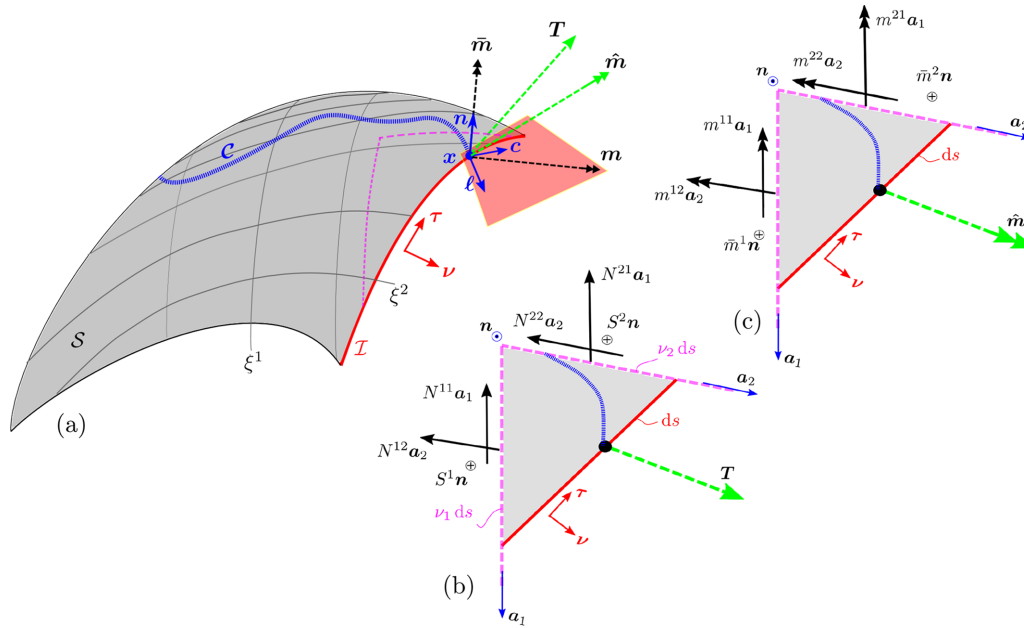 T
m̄
m̂
n
c
C
x
ℓ
m
τ
ν
ξ²
S
ξ¹
I
(a)
N²¹a₁
n
N²²a₂
S²n
⊕
ν₂ ds
a₂
N¹¹a₁
ds
N¹²a₂
⊕
S¹n
T
τ
ν₁ ds
ν
(b)
a₁
m²¹a₁
n
m²²a₂
m̄²n
⊕
a₂
m¹¹a₁
ds
m¹²a₂
m̂
m̄¹n
⊕
τ
ν
(c)
a₁